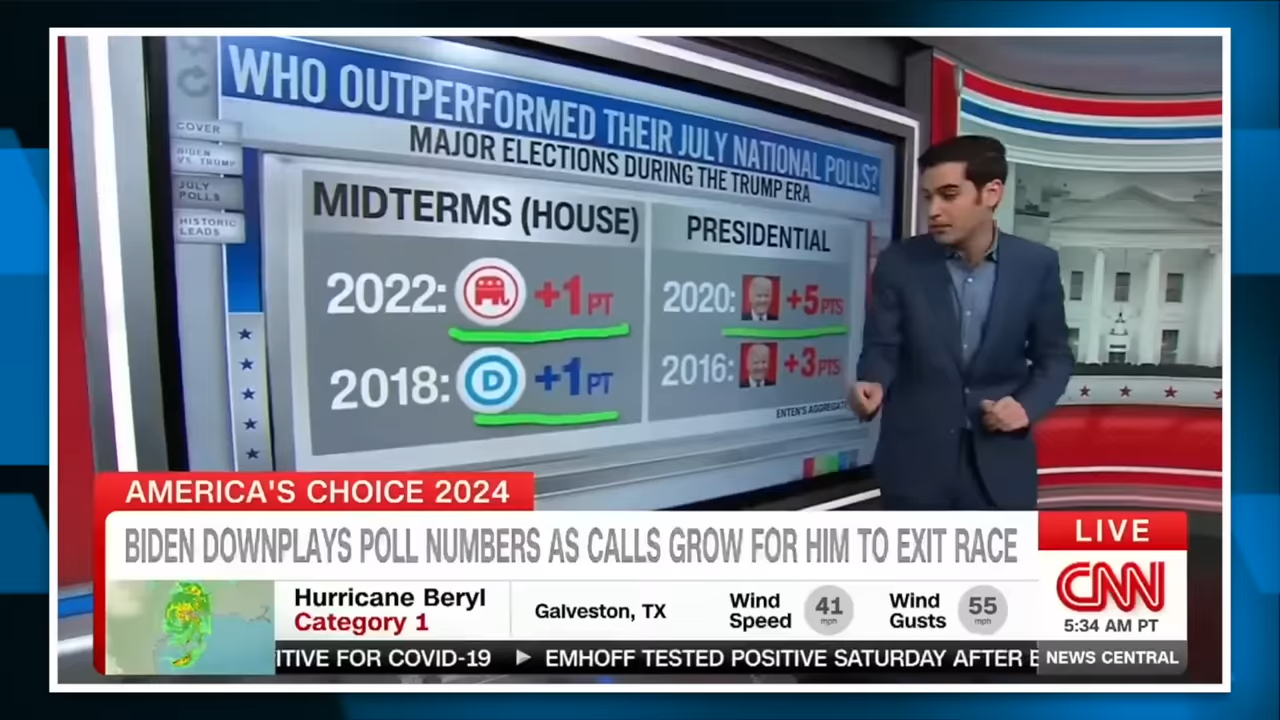 WHO OUTPERFORMED THEIR JULY NATIONAL POLLS?
MAJOR ELECTIONS DURING THE TRUMP ERA
COVER
BIDEN
VS. TRUMP
JULY
POLLS
HISTORIC
LEADS
MIDTERMS (HOUSE)
2022: +1 PT
2018: D +1 PT
PRESIDENTIAL
2020: +5 PTS
2016: +3 PTS
ENTEN'S AGGREGATE
AMERICA'S CHOICE 2024
BIDEN DOWNPLAYS POLL NUMBERS AS CALLS GROW FOR HIM TO EXIT RACE
LIVE
CNN
5:34 AM PT
NEWS CENTRAL
Hurricane Beryl
Category 1
Galveston, TX
Wind
Speed
41
mph
Wind
Gusts
55
mph
ITIVE FOR COVID-19 ▶ EMHOFF TESTED POSITIVE SATURDAY AFTER E